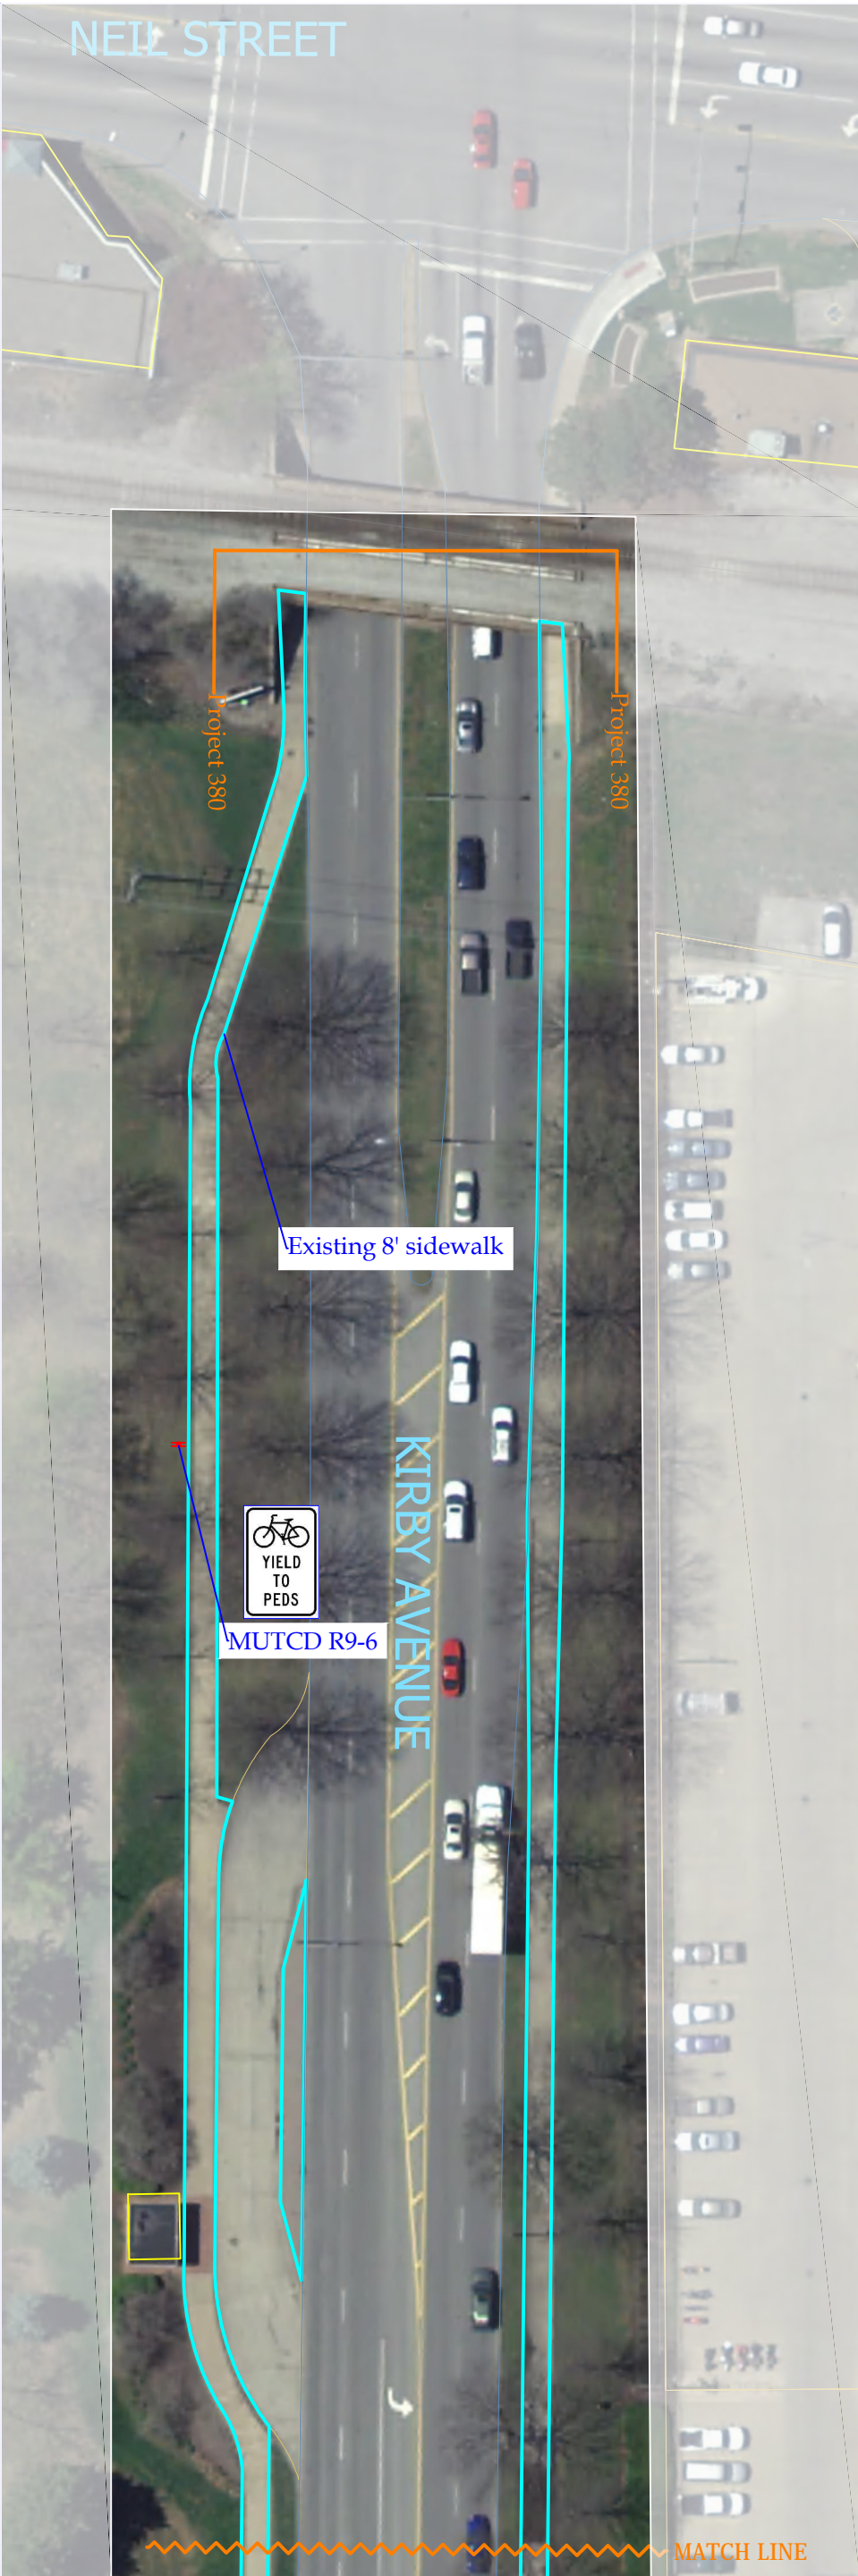 NEIL STREET
Project 380
Project 380
Existing 8' sidewalk
KIRBY AVENUE
YIELD
TO
PEDS
MUTCD R9-6
MATCH LINE